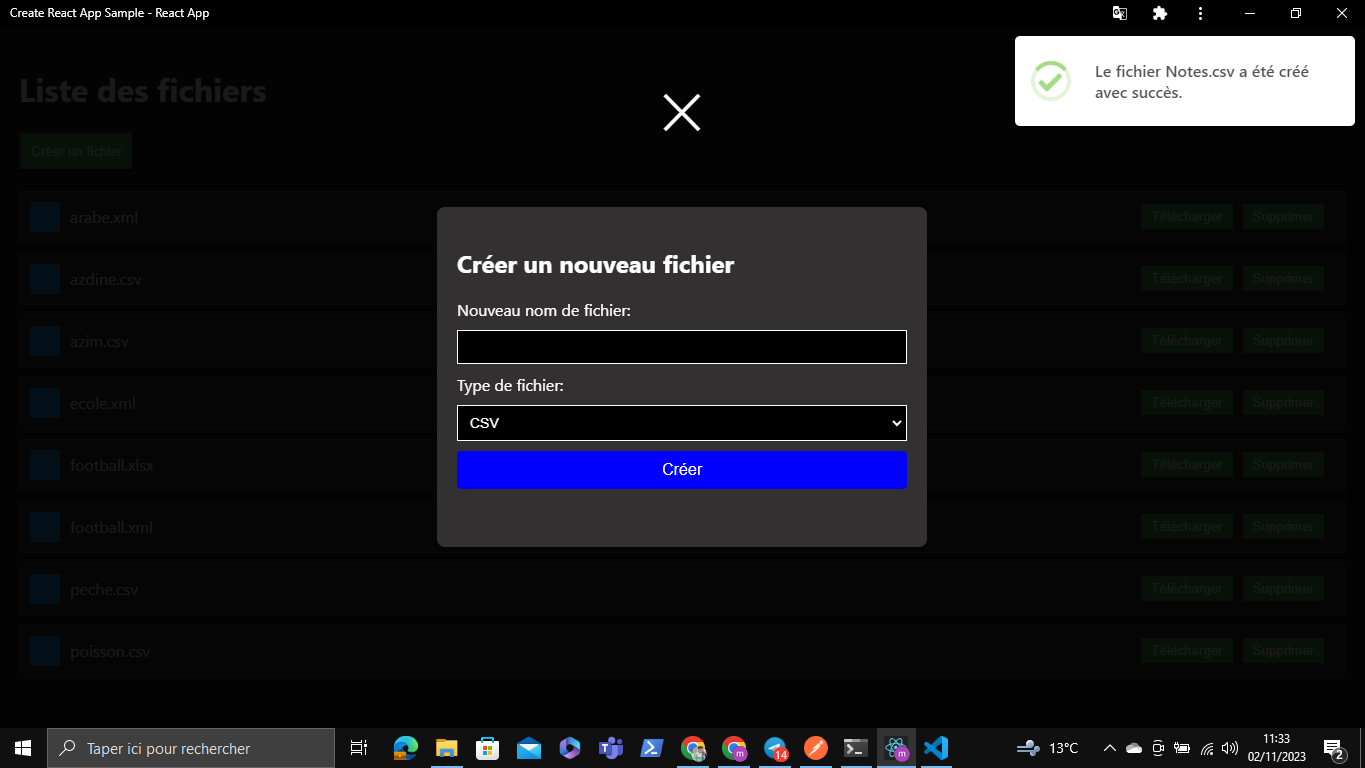 Create React App Sample - React App
Le fichier Notes.csv a été créé
avec succès.
Liste des fichiers
Créer un fichier
arabe.xml Télécharger Supprimer
azdine.csv Télécharger Supprimer
azim.csv Télécharger Supprimer
ecole.xml Télécharger Supprimer
football.xlsx Télécharger Supprimer
football.xml Télécharger Supprimer
peche.csv Télécharger Supprimer
poisson.csv Télécharger Supprimer
Créer un nouveau fichier
Nouveau nom de fichier:
Type de fichier:
CSV
Créer
Taper ici pour rechercher
14
m
m
13°C
11:33
02/11/2023
2